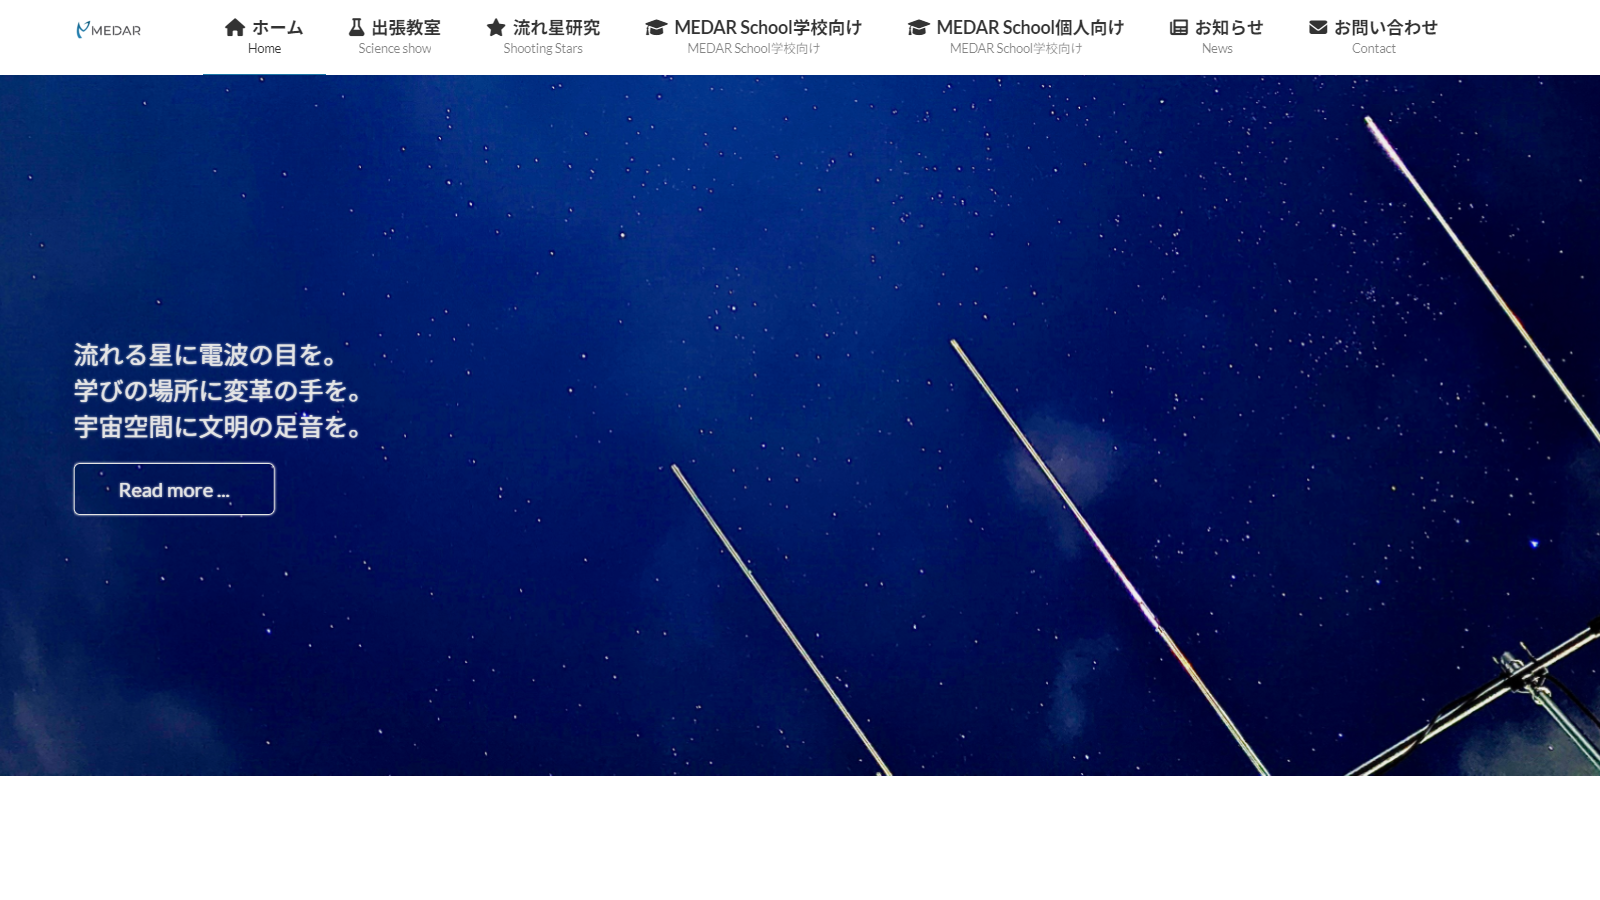 MEDAR
ホーム
Home
出張教室
Science show
流れ星研究
Shooting Stars
MEDAR School学校向け
MEDAR School学校向け
MEDAR School個人向け
MEDAR School学校向け
お知らせ
News
お問い合わせ
Contact
流れる星に電波の目を。
学びの場所に変革の手を。
宇宙空間に文明の足音を。
Read more ...